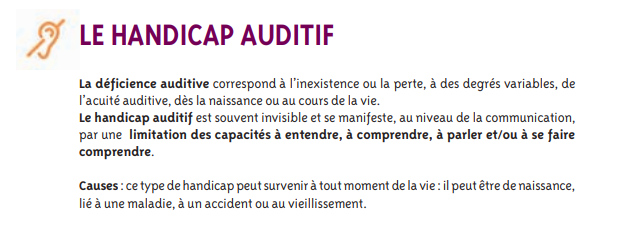 LE HANDICAP AUDITIF
La déficience auditive correspond à l'inexistence ou la perte, à des degrés variables, de
l'acuité auditive, dès la naissance ou au cours de la vie.
Le handicap auditif est souvent invisible et se manifeste, au niveau de la communication,
par une limitation des capacités à entendre, à comprendre, à parler et/ou à se faire
comprendre.
Causes : ce type de handicap peut survenir à tout moment de la vie : il peut être de naissance,
lié à une maladie, à un accident ou au vieillissement.